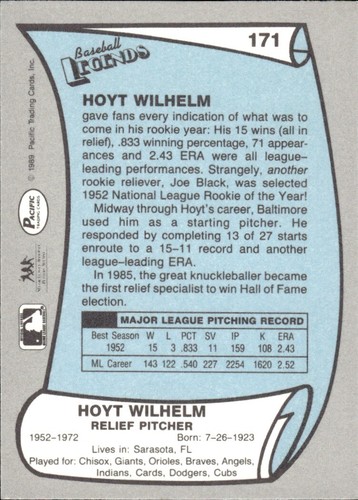 171
Baseball
LEGENDS
HOYT WILHELM
gave fans every indication of what was to
come in his rookie year: His 15 wins (all in
relief), .833 winning percentage, 71 appear-
ances and 2.43 ERA were all league-
leading performances. Strangely, another
rookie reliever, Joe Black, was selected
1952 National League Rookie of the Year!
Midway through Hoyt's career, Baltimore
used him as a starting pitcher. He
responded by completing 13 of 27 starts
enroute to a 15-11 record and another
league-leading ERA.
In 1985, the great knuckleballer became
the first relief specialist to win Hall of Fame
election.
MAJOR LEAGUE PITCHING RECORD
Best Season W L PCT SV IP K ERA
1952 15 3 .833 11 159 108 2.43
ML Career 143 122 .540 227 2254 1620 2.52
HOYT WILHELM
RELIEF PITCHER
1952-1972 Born: 7-26-1923
Lives in: Sarasota, FL
Played for: Chisox, Giants, Orioles, Braves, Angels,
Indians, Cards, Dodgers, Cubs
© 1989 Pacific Trading Cards, Inc.
PACIFIC
TRADING CARDS